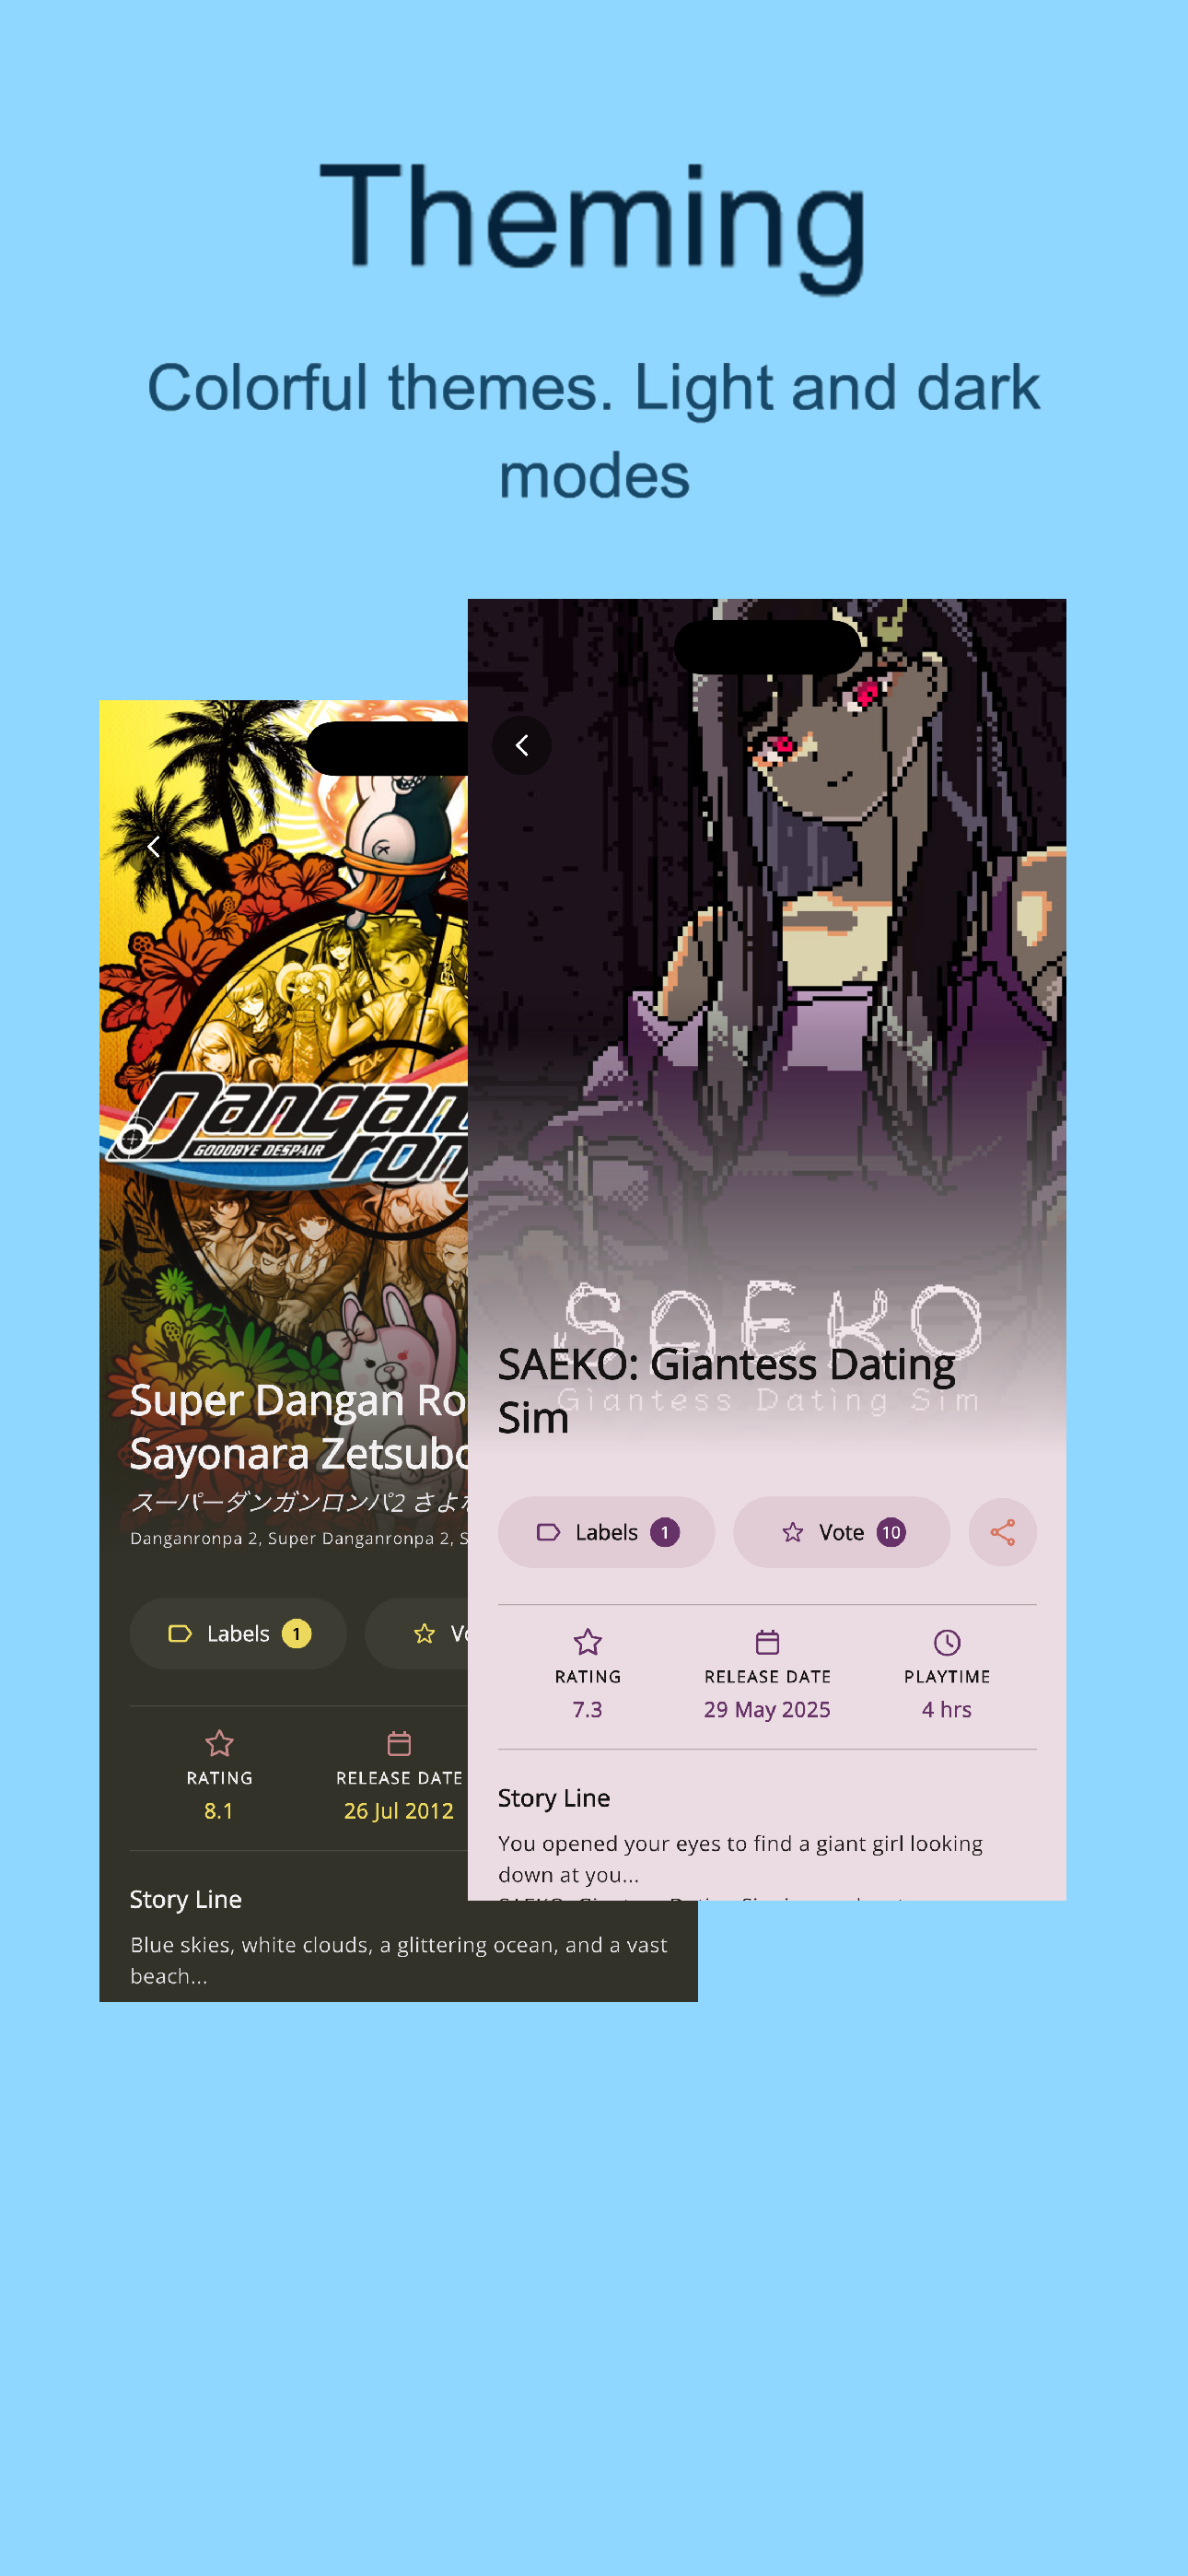 Theming
Colorful themes. Light and dark
modes
Dangan
GOODBYE DESPAIR
ron
Super Dangan Ro
Sayonara Zetsubo
スーパーダンガンロンパ2 さよ
Danganronpa 2, Super Danganronpa 2, S
Labels 1
Vo
RATING
RELEASE DATE
8.1
26 Jul 2012
Story Line
Blue skies, white clouds, a glittering ocean, and a vast
beach...
SAEKO
Giantess Dating Sim
SAEKO: Giantess Dating
Sim
Labels 1
Vote 10
RATING
RELEASE DATE
PLAYTIME
7.3
29 May 2025
4 hrs
Story Line
You opened your eyes to find a giant girl looking
down at you...